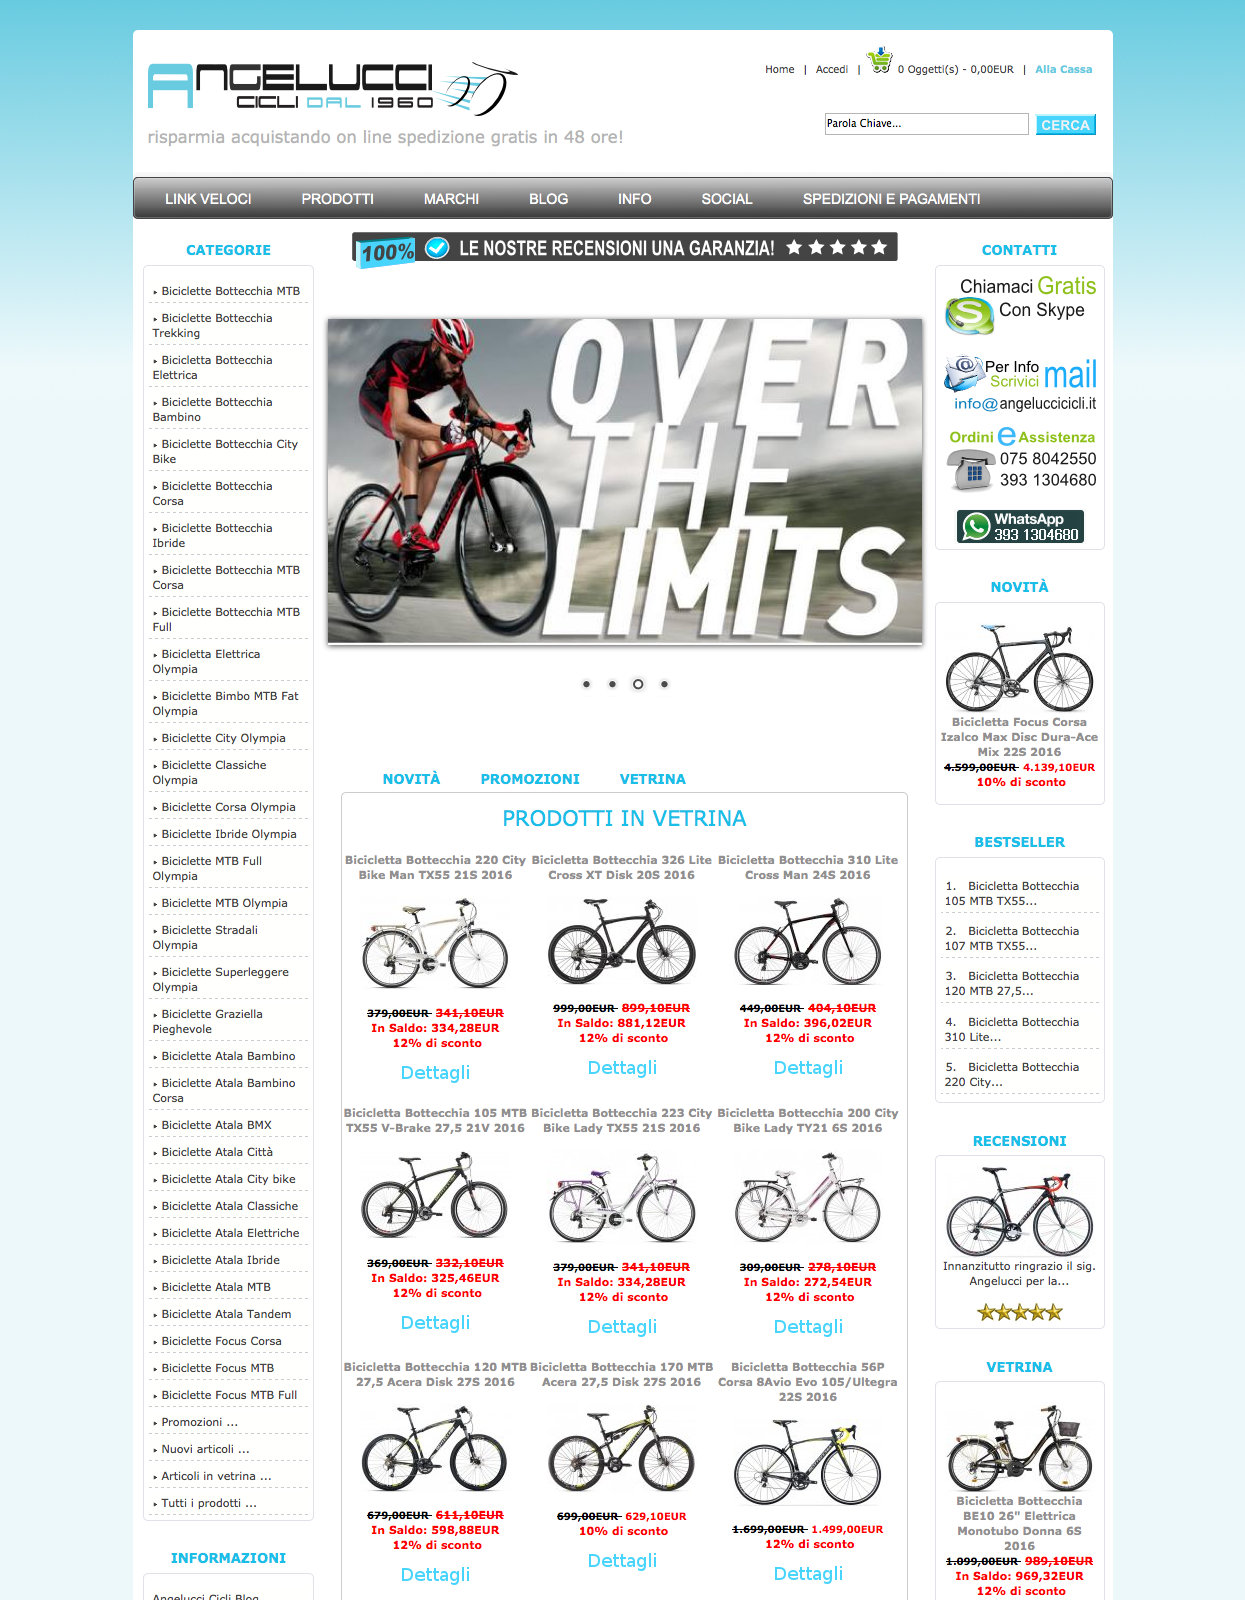 ANGELUCCI
CICLI DAL 1960
risparmia acquistando on line spedizione gratis in 48 ore!
Home | Accedi | 0 Oggetti(s) - 0,00EUR | Alla Cassa
Parola Chiave... CERCA
LINK VELOCI PRODOTTI MARCHI BLOG INFO SOCIAL SPEDIZIONI E PAGAMENTI
CATEGORIE
Biciclette Bottecchia MTB
Biciclette Bottecchia
Trekking
Bicicletta Bottecchia
Elettrica
Biciclette Bottecchia
Bambino
Biciclette Bottecchia City
Bike
Biciclette Bottecchia
Corsa
Biciclette Bottecchia
Ibride
Biciclette Bottecchia MTB
Corsa
Biciclette Bottecchia MTB
Full
Bicicletta Elettrica
Olympia
Biciclette Bimbo MTB Fat
Olympia
Biciclette City Olympia
Biciclette Classiche
Olympia
Biciclette Corsa Olympia
Biciclette Ibride Olympia
Biciclette MTB Full
Olympia
Biciclette MTB Olympia
Biciclette Stradali
Olympia
Biciclette Superleggere
Olympia
Biciclette Graziella
Pieghevole
Biciclette Atala Bambino
Biciclette Atala Bambino
Corsa
Biciclette Atala BMX
Biciclette Atala Città
Biciclette Atala City bike
Biciclette Atala Classiche
Biciclette Atala Elettriche
Biciclette Atala Ibride
Biciclette Atala MTB
Biciclette Atala Tandem
Biciclette Focus Corsa
Biciclette Focus MTB
Biciclette Focus MTB Full
Promozioni ...
Nuovi articoli ...
Articoli in vetrina ...
Tutti i prodotti ...
INFORMAZIONI
Angelucci Cicli Blog
100% LE NOSTRE RECENSIONI UNA GARANZIA!
OVER
THE
LIMITS
NOVITÀ PROMOZIONI VETRINA
PRODOTTI IN VETRINA
Bicicletta Bottecchia 220 City
Bike Man TX55 21S 2016
379,00EUR 341,10EUR
In Saldo: 334,28EUR
12% di sconto
Dettagli
Bicicletta Bottecchia 326 Lite
Cross XT Disk 20S 2016
999,00EUR 899,10EUR
In Saldo: 881,12EUR
12% di sconto
Dettagli
Bicicletta Bottecchia 310 Lite
Cross Man 24S 2016
449,00EUR 404,10EUR
In Saldo: 396,02EUR
12% di sconto
Dettagli
Bicicletta Bottecchia 105 MTB
TX55 V-Brake 27,5 21V 2016
369,00EUR 332,10EUR
In Saldo: 325,46EUR
12% di sconto
Dettagli
Bicicletta Bottecchia 223 City
Bike Lady TX55 21S 2016
379,00EUR 341,10EUR
In Saldo: 334,28EUR
12% di sconto
Dettagli
Bicicletta Bottecchia 200 City
Bike Lady TY21 6S 2016
309,00EUR 278,10EUR
In Saldo: 272,54EUR
12% di sconto
Dettagli
Bicicletta Bottecchia 120 MTB
27,5 Acera Disk 27S 2016
679,00EUR 611,10EUR
In Saldo: 598,88EUR
12% di sconto
Dettagli
Bicicletta Bottecchia 170 MTB
Acera 27,5 Disk 27S 2016
699,00EUR 629,10EUR
10% di sconto
Dettagli
Bicicletta Bottecchia 56P
Corsa 8Avio Evo 105/Ultegra
22S 2016
1.699,00EUR 1.499,00EUR
12% di sconto
Dettagli
CONTATTI
Chiamaci Gratis
Con Skype
Per Info
Scrivici mail
info@angeluccicicli.it
Ordini e Assistenza
075 8042550
393 1304680
WhatsApp
393 1304680
NOVITÀ
Bicicletta Focus Corsa
Izalco Max Disc Dura-Ace
Mix 22S 2016
4.599,00EUR 4.139,10EUR
10% di sconto
BESTSELLER
1. Bicicletta Bottecchia
105 MTB TX55...
2. Bicicletta Bottecchia
107 MTB TX55...
3. Bicicletta Bottecchia
120 MTB 27,5...
4. Bicicletta Bottecchia
310 Lite...
5. Bicicletta Bottecchia
220 City...
RECENSIONI
Innanzitutto ringrazio il sig.
Angelucci per la...
VETRINA
Bicicletta Bottecchia
BE10 26" Elettrica
Monotubo Donna 6S
2016
1.099,00EUR 989,10EUR
In Saldo: 969,32EUR
12% di sconto